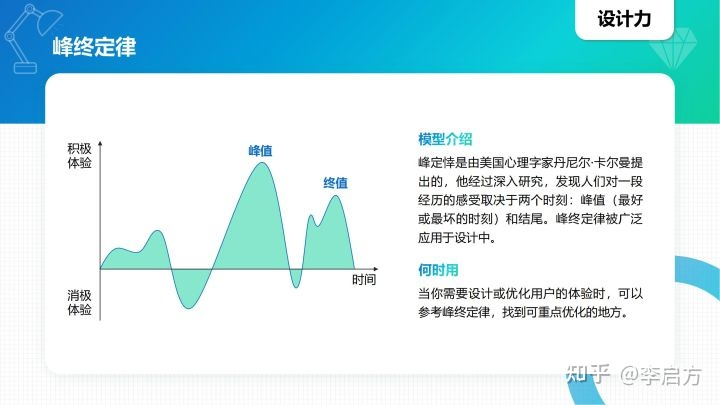 设计力
峰终定律
积极
体验
峰值
终值
时间
消极
体验
模型介绍
峰定悻是由美国心理字家丹尼尔·卡尔曼提
出的，他经过深入研究，发现人们对一段
经历的感受取决于两个时刻：峰值（最好
或最坏的时刻）和结尾。峰终定律被广泛
应用于设计中。
何时用
当你需要设计或优化用户的体验时，可以
参考峰终定律，找到可重点优化的地方。
知乎 @李启方